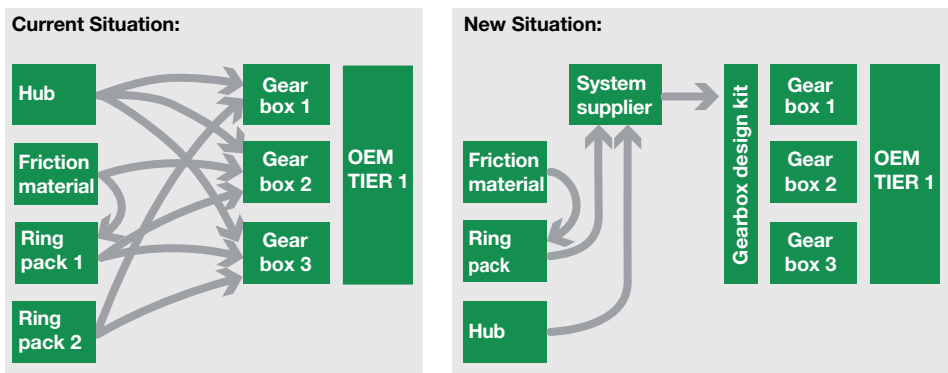 Current Situation:
Hub
Friction
material
Ring
pack 1
Ring
pack 2
Gear
box 1
Gear
box 2
Gear
box 3
OEM
TIER 1
New Situation:
System
supplier
Friction
material
Ring
pack
Hub
Gearbox design kit
Gear
box 1
Gear
box 2
Gear
box 3
OEM
TIER 1